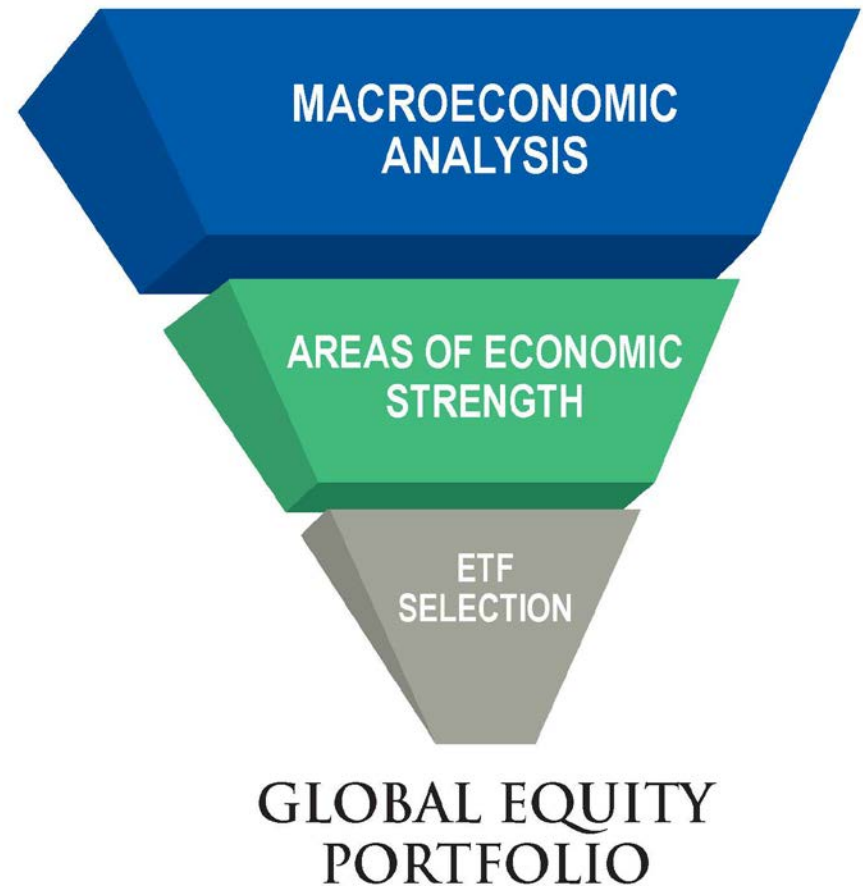 MACROECONOMIC
ANALYSIS
AREAS OF ECONOMIC
STRENGTH
ETF
SELECTION
GLOBAL EQUITY
PORTFOLIO